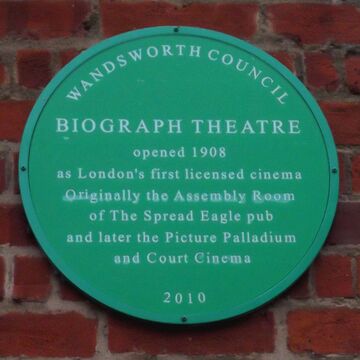 WANDSWORTH COUNCIL
BIOGRAPH THEATRE
opened 1908
as London's first licensed cinema
Originally the Assembly Room
of The Spread Eagle pub
and later the Picture Palladium
and Court Cinema
2010